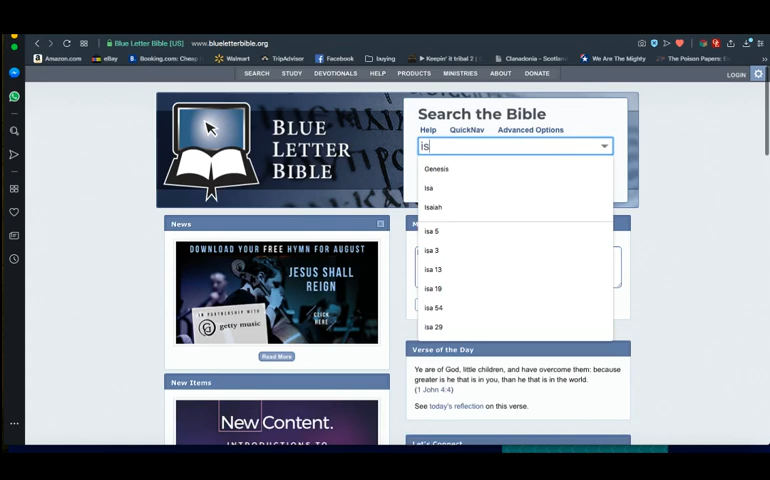 Blue Letter Bible [US] www.blueletterbible.org
Amazon.com eBay Booking.com: Cheap Walmart TripAdvisor Facebook buying Keepin' it tribal 2 Clanadonia - Scotla We Are The Mighty The Poison Papers: E
SEARCH STUDY DEVOTIONALS HELP PRODUCTS MINISTRIES ABOUT DONATE LOGIN
BLUE
LETTER
BIBLE
Search the Bible
Help QuickNav Advanced Options
is
Genesis
Isa
Isaiah
isa 5
isa 3
isa 13
isa 19
isa 54
isa 29
News
DOWNLOAD YOUR FREE HYMN FOR AUGUST
JESUS SHALL
REIGN
CLICK
HERE
IN PARTNERSHIP WITH
getty music
Read More
New Items
New Content.
INTRODUCTIONS TO
Verse of the Day
Ye are of God, little children, and have overcome them: because
greater is he that is in you, than he that is in the world.
(1 John 4:4)
See today's reflection on this verse.
Let's Connect